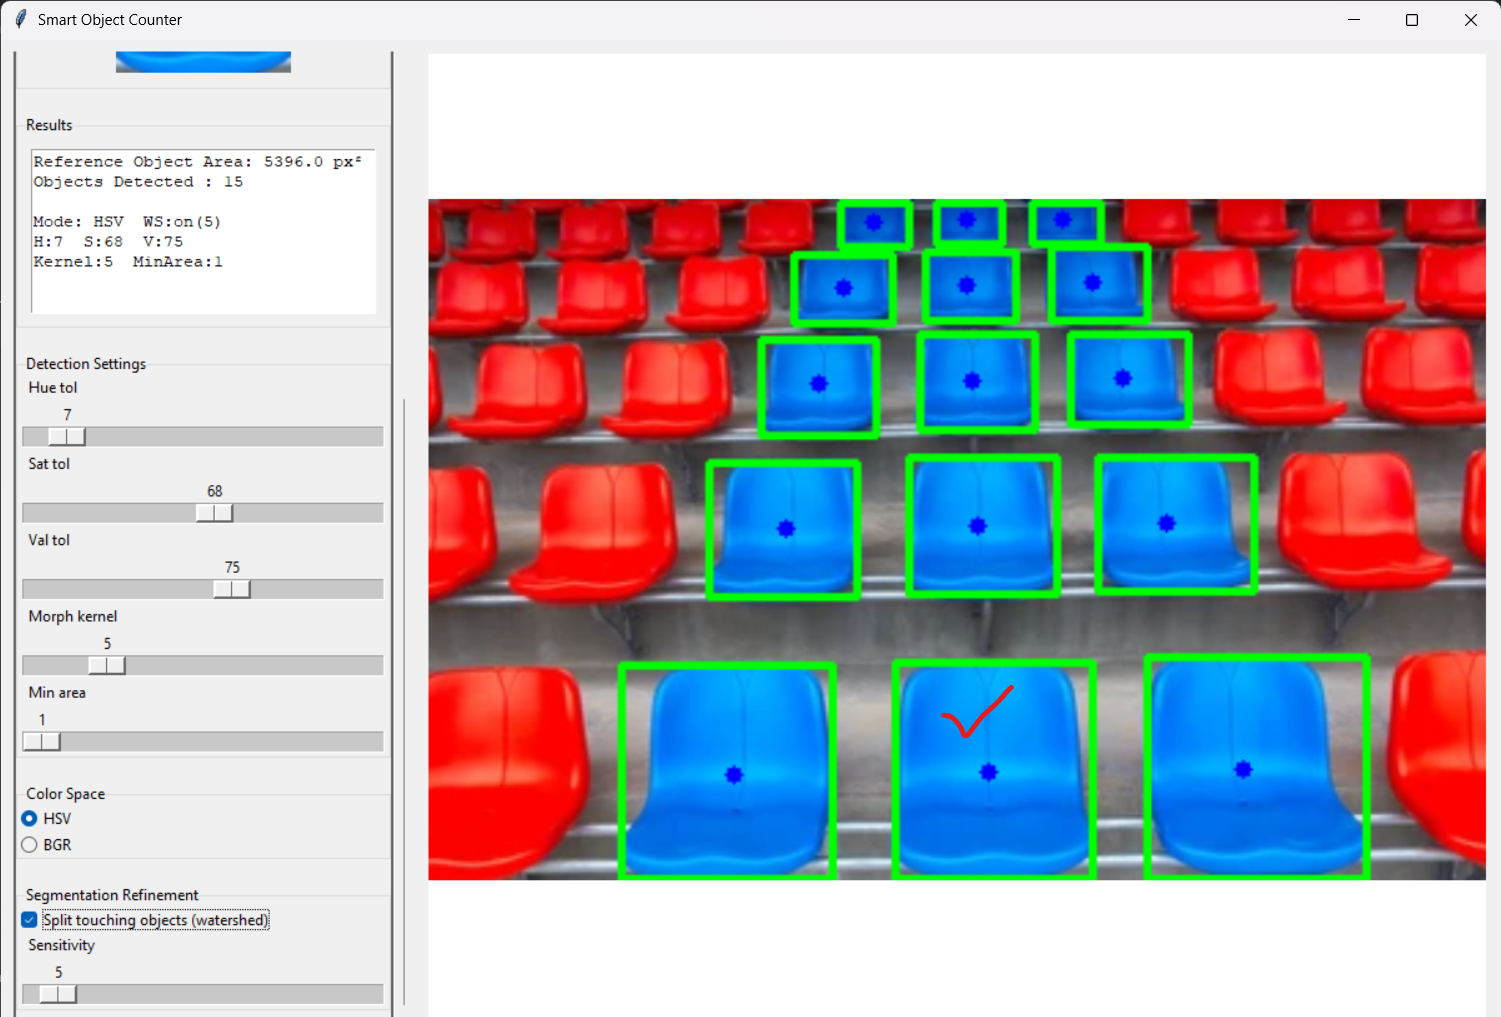 Smart Object Counter
Results
Reference Object Area: 5396.0 px²
Objects Detected : 15
Mode: HSV  WS:on(5)
H:7  S:68  V:75
Kernel:5  MinArea:1
Detection Settings
Hue tol
7
Sat tol
68
Val tol
75
Morph kernel
5
Min area
1
Color Space
HSV
BGR
Segmentation Refinement
Split touching objects (watershed)
Sensitivity
5